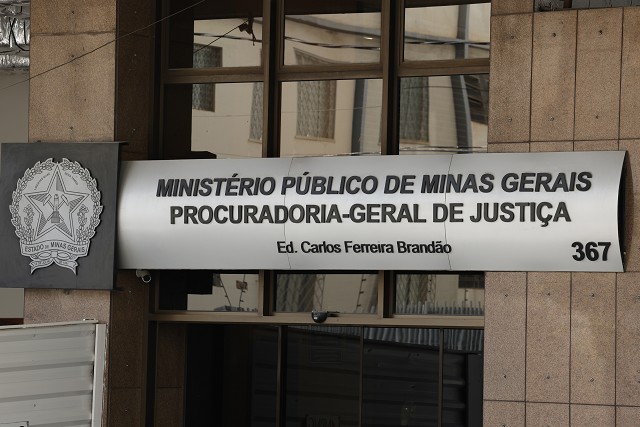 MINISTÉRIO PÚBLICO DE MINAS GERAIS
PROCURADORIA-GERAL DE JUSTIÇA
Ed. Carlos Ferreira Brandão
367
ESTADO DE MINAS GERAIS